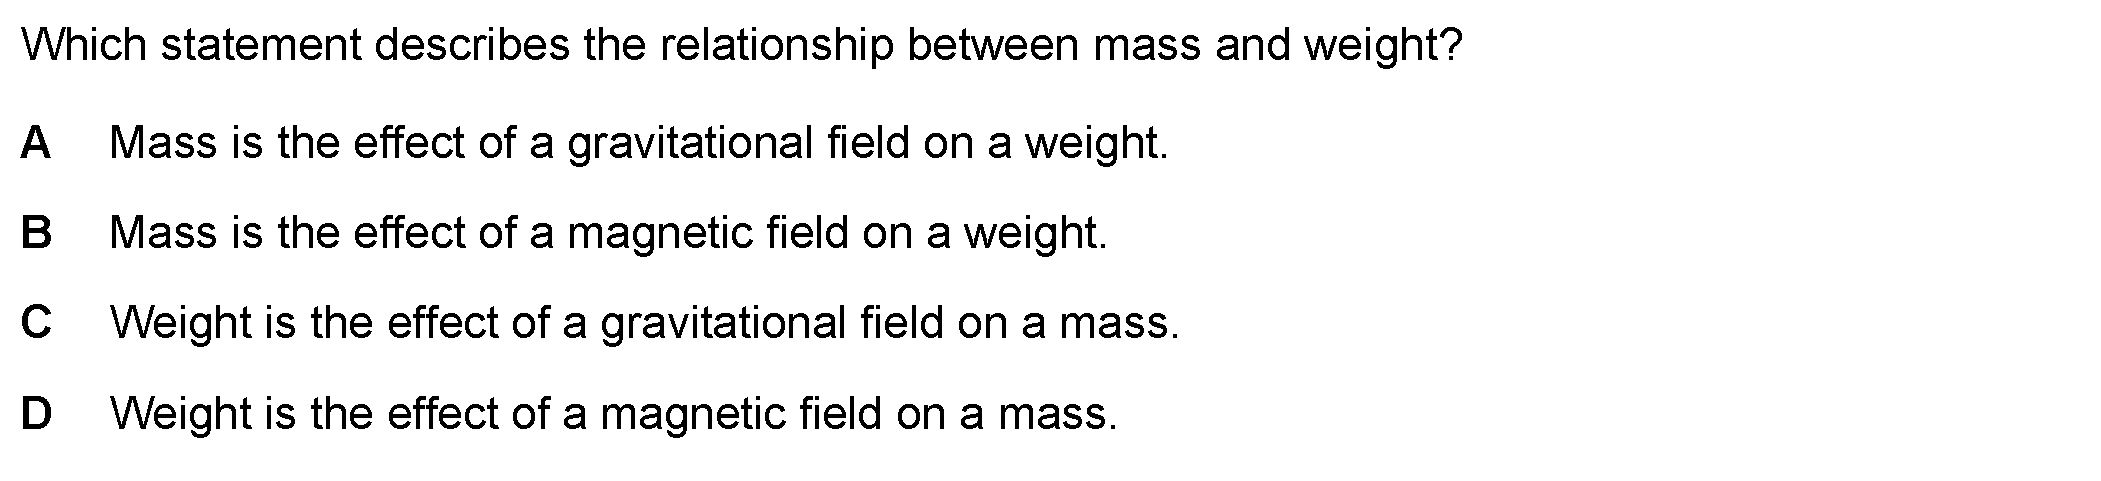 Which statement describes the relationship between mass and weight?
A Mass is the effect of a gravitational field on a weight.
B Mass is the effect of a magnetic field on a weight.
C Weight is the effect of a gravitational field on a mass.
D Weight is the effect of a magnetic field on a mass.